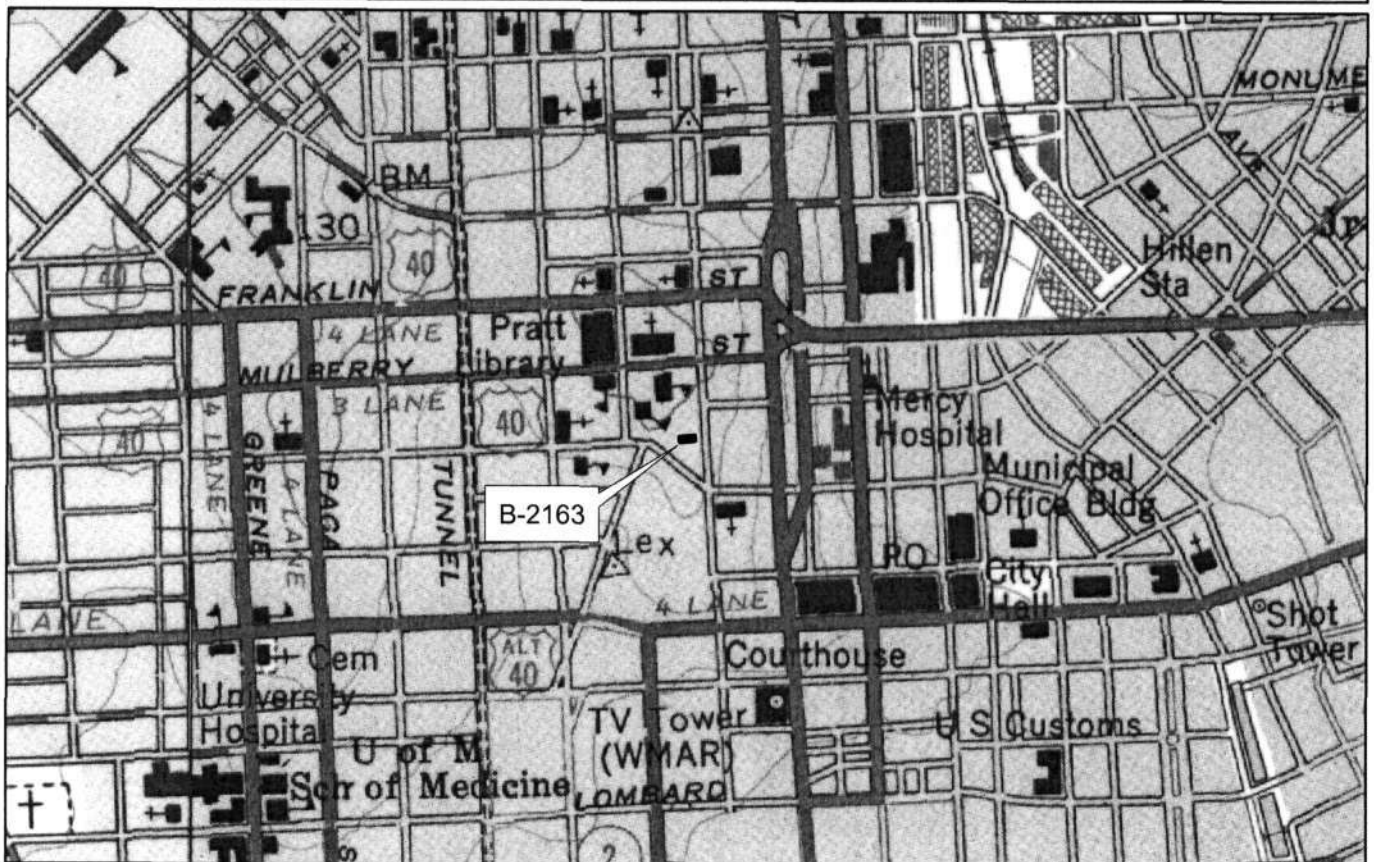 MONUME
AVE
BM
130
Hillen
Sta
40
40
FRANKLIN
ST
4 LANE
Pratt
Library
ST
MULBERRY
3 LANE
40
40
4 LANE
GREENE
4 LANE
PACA
TUNNEL
Mercy
Hospital
Municipal
Office Bldg
B-2163
Lex
PO
City
Hall
4 LANE
LANE
Shot
Tower
Cem
ALT
40
Courthouse
University
Hospital
TV Tower
(WMAR)
U S Customs
U of M
Sch of Medicine
LOMBARD
2
S